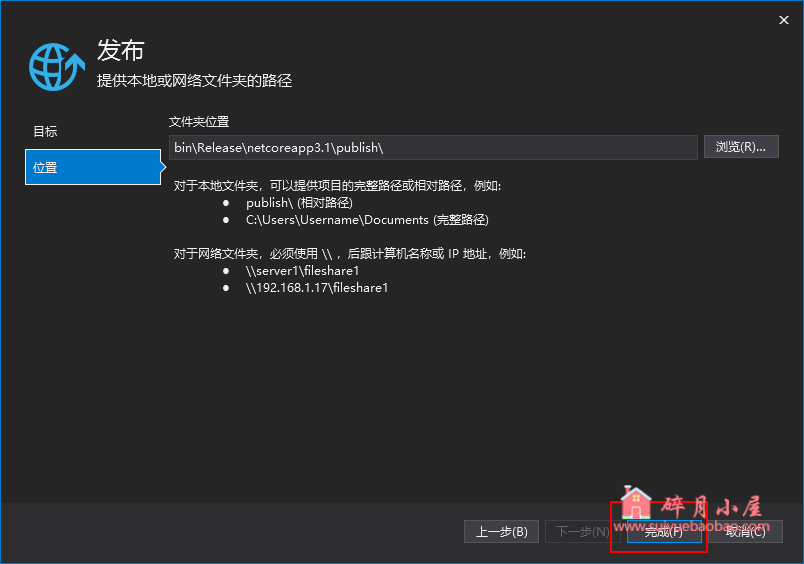 发布
提供本地或网络文件夹的路径
目标
位置
文件夹位置
bin\Release\netcoreapp3.1\publish\
浏览(R)...
对于本地文件夹，可以提供项目的完整路径或相对路径，例如:
● publish\ (相对路径)
● C:\Users\Username\Documents (完整路径)
对于网络文件夹，必须使用 \\ ，后跟计算机名称或 IP 地址，例如:
● \\server1\fileshare1
● \\192.168.1.17\fileshare1
碎月小屋
www.suiyuebaobao.com
上一步(B)
下一步(N)
完成(F)
取消(C)